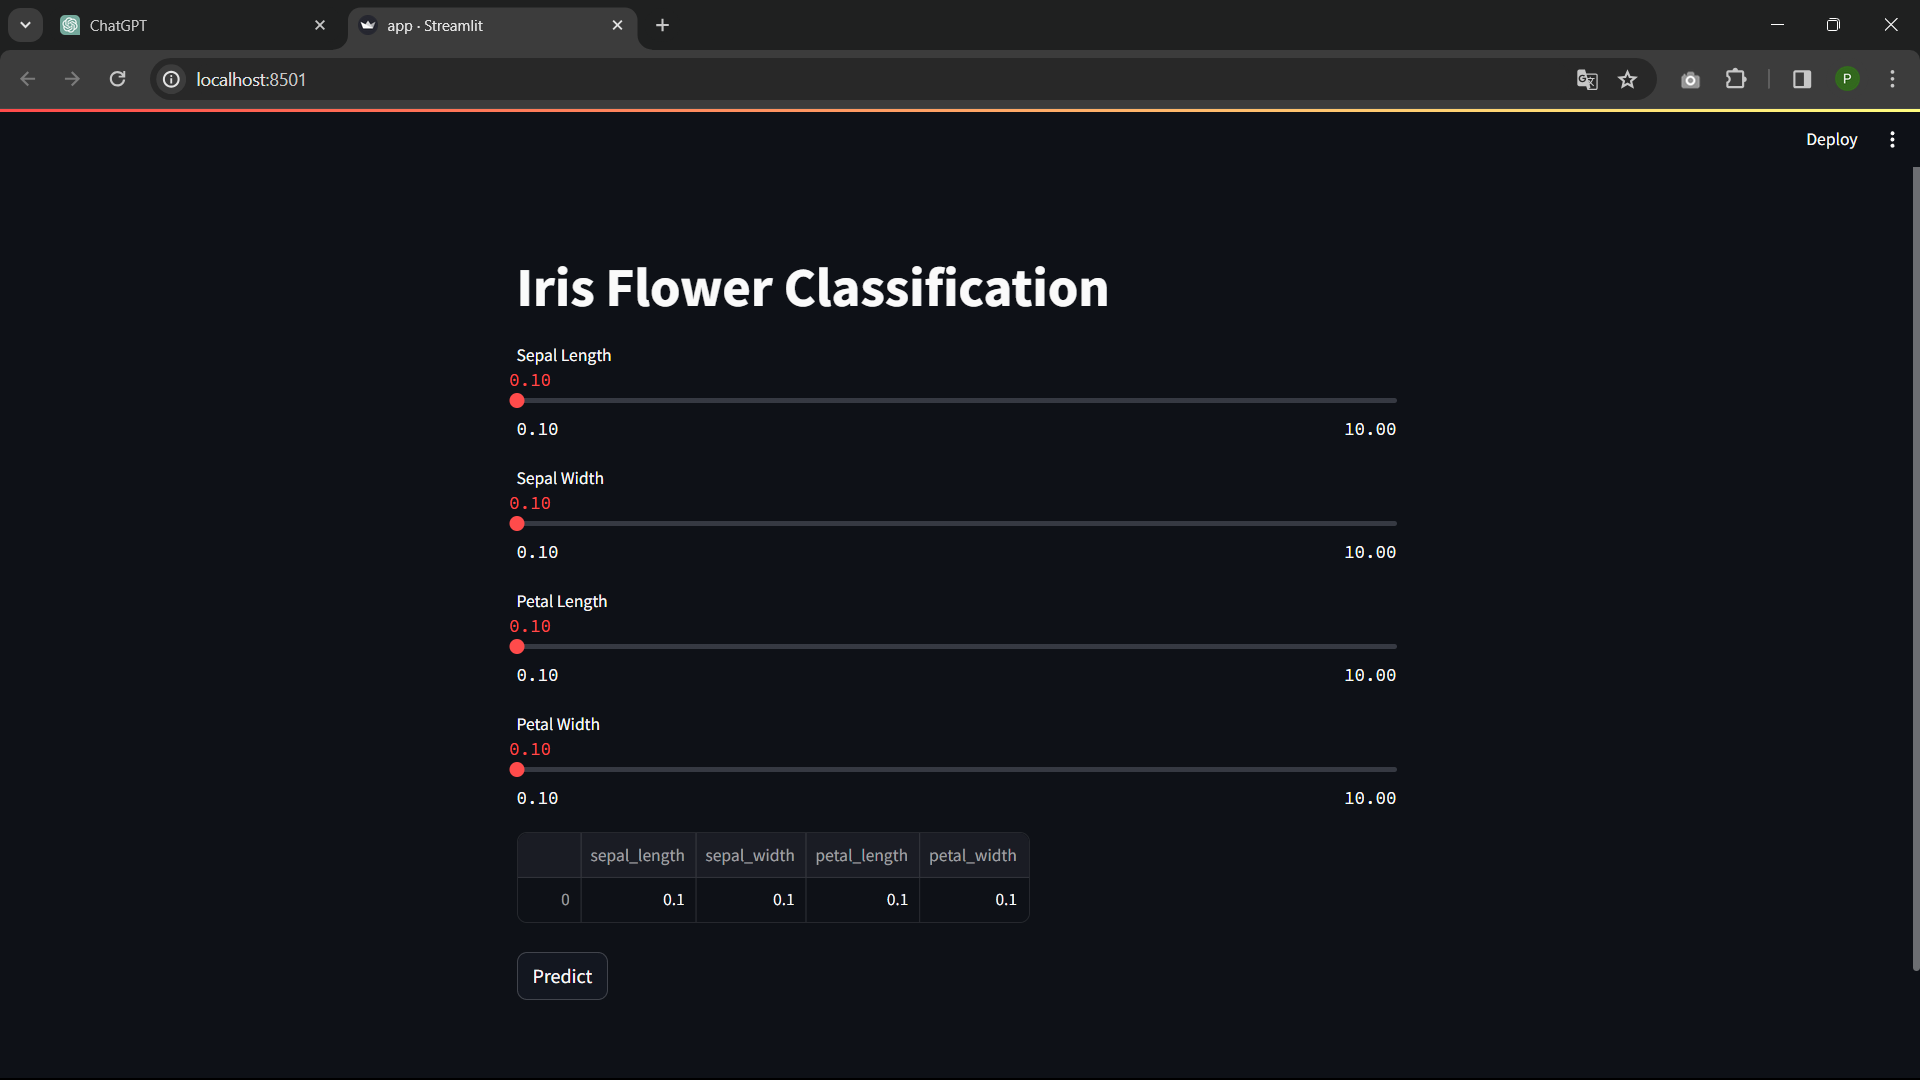 ChatGPT
app · Streamlit
localhost:8501
P
Deploy
Iris Flower Classification
Sepal Length
0.10
0.10 10.00
Sepal Width
0.10
0.10 10.00
Petal Length
0.10
0.10 10.00
Petal Width
0.10
0.10 10.00
sepal_length sepal_width petal_length petal_width
0 0.1 0.1 0.1 0.1
Predict